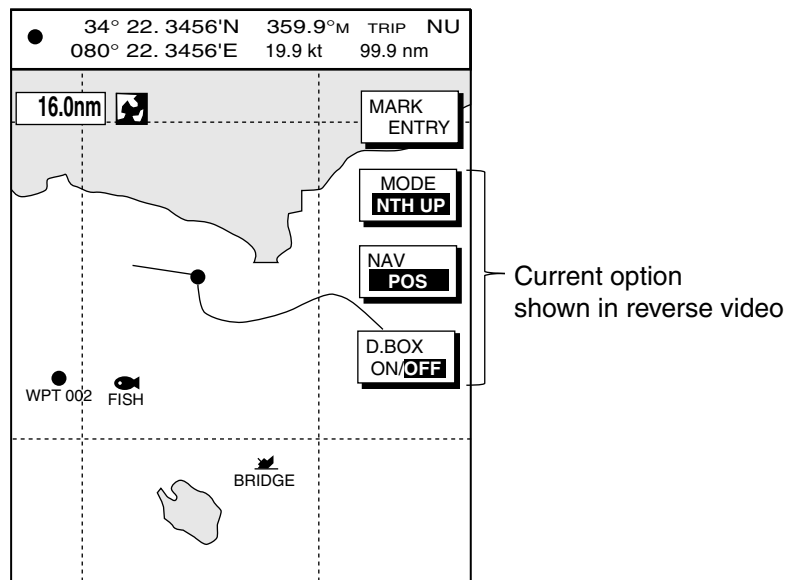 34° 22. 3456'N 359.9°M TRIP NU
080° 22. 3456'E 19.9 kt 99.9 nm
16.0nm
MARK
ENTRY
MODE
NTH UP
NAV
POS
Current option
shown in reverse video
D.BOX
ON/OFF
WPT 002
FISH
BRIDGE